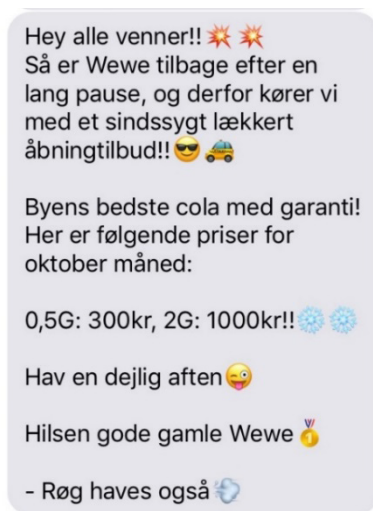 Hey alle venner!!💥 💥
Så er Wewe tilbage efter en
lang pause, og derfor kører vi
med et sindssygt lækkert
åbningtilbud!!😎 🚕
Byens bedste cola med garanti!
Her er følgende priser for
oktober måned:
0,5G: 300kr, 2G: 1000kr!!❄️ ❄️
Hav en dejlig aften😜
Hilsen gode gamle Wewe🥇
- Røg haves også💨